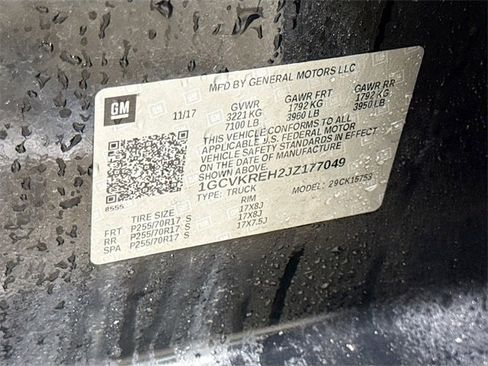 MFD BY GENERAL MOTORS LLC
GM
11/17 GVWR GAWR FRT GAWR RR
3221 KG 1792 KG 1792 KG
7100 LB 3960 LB 3950 LB
THIS VEHICLE CONFORMS TO ALL
APPLICABLE U.S. FEDERAL MOTOR
VEHICLE SAFETY STANDARDS IN EFFECT
ON THE DATE OF MANUFACTURE
SHOWN ABOVE.
1GCVKREH2JZ177049
8555 TYPE: TRUCK MODEL: 29CK15753
TIRE SIZE RIM
FRT P255/70R17 S 17X8J
RR P255/70R17 S 17X8J
SPA P255/70R17 S 17X7.5J